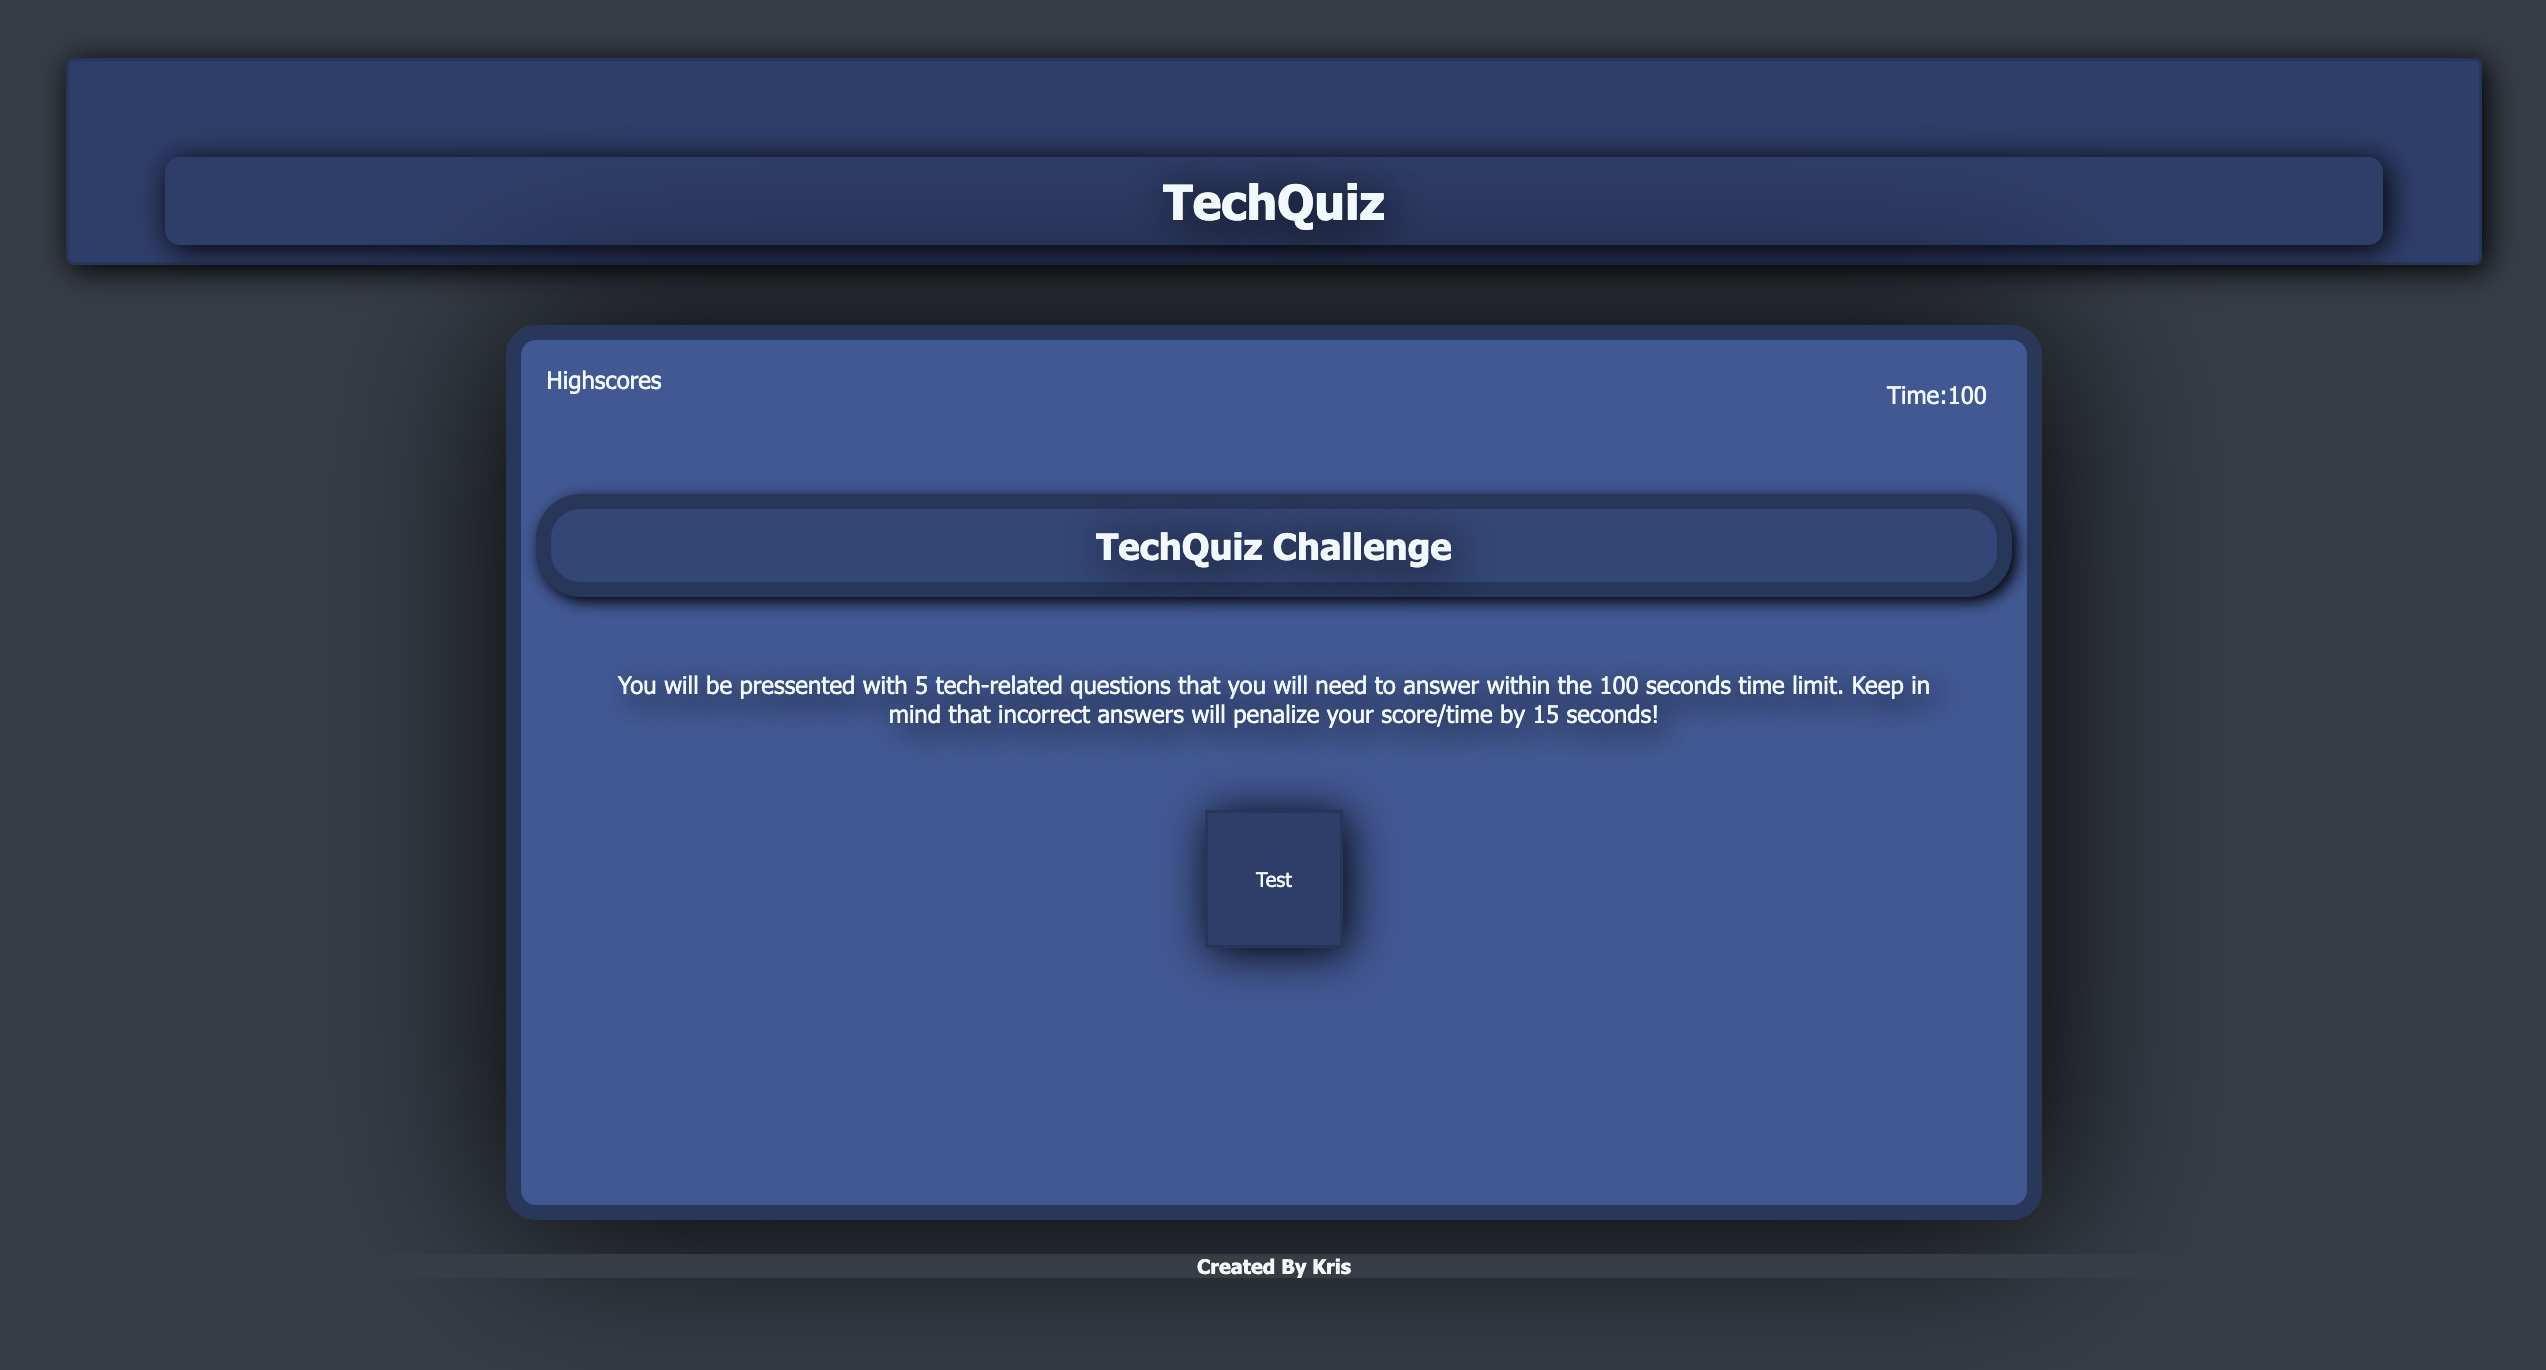 TechQuiz
Highscores
Time:100
TechQuiz Challenge
You will be pressented with 5 tech-related questions that you will need to answer within the 100 seconds time limit. Keep in
mind that incorrect answers will penalize your score/time by 15 seconds!
Test
Created By Kris